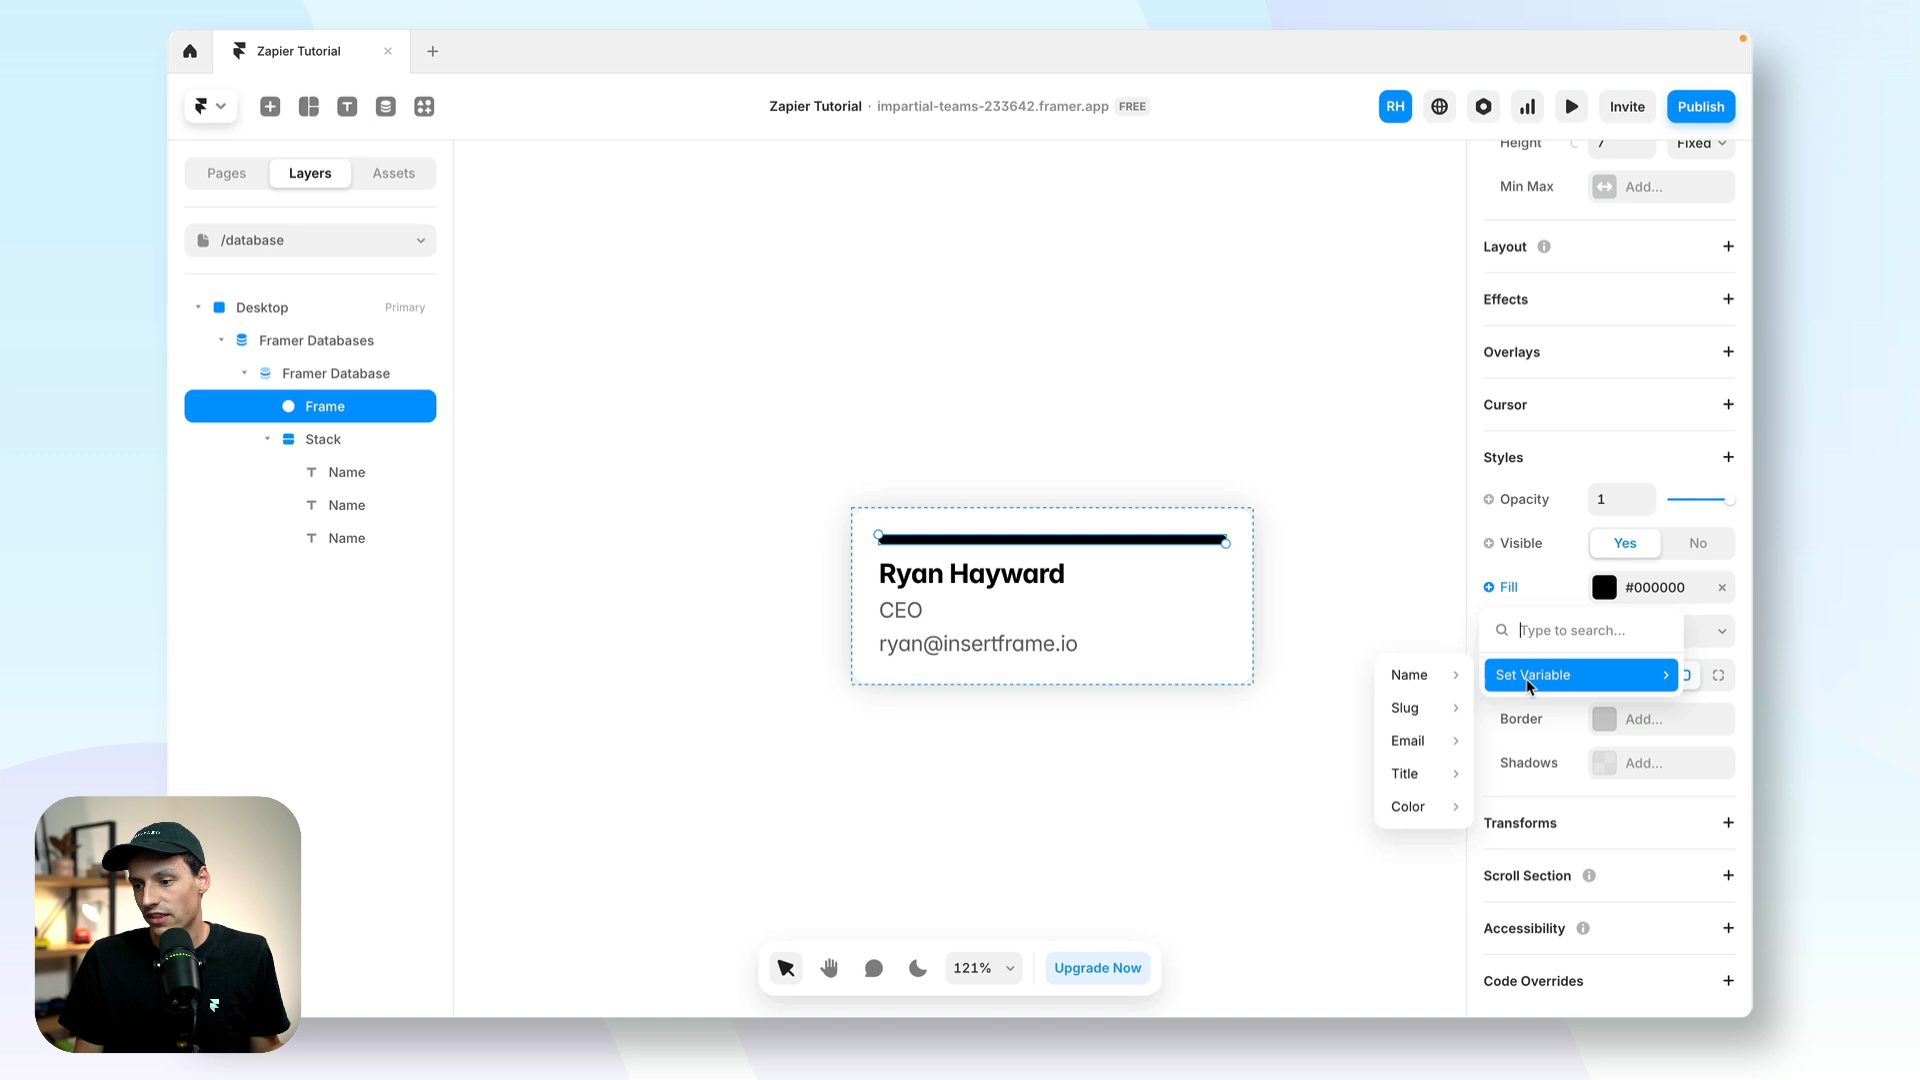 Zapier Tutorial
Zapier Tutorial · impartial-teams-233642.framer.app FREE
RH
Invite
Publish
Pages
Layers
Assets
/database
Desktop
Primary
Framer Databases
Framer Database
Frame
Stack
Name
Name
Name
Ryan Hayward
CEO
ryan@insertframe.io
121%
Upgrade Now
Height
7
Fixed
Min Max
Add...
Layout
Effects
Overlays
Cursor
Styles
Opacity
1
Visible
Yes
No
Fill
#000000
Type to search...
Set Variable
Name
Slug
Email
Title
Color
Border
Add...
Shadows
Add...
Transforms
Scroll Section
Accessibility
Code Overrides